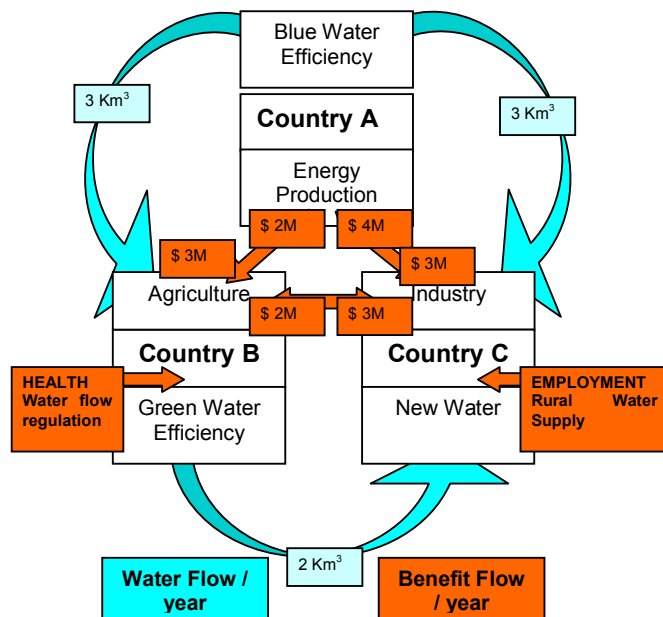 Blue Water
Efficiency
3 Km³
3 Km³
Country A
Energy
Production
$ 2M
$ 4M
$ 3M
$ 3M
Agriculture
Industry
$ 2M
$ 3M
Country B
Country C
HEALTH
Water flow
regulation
Green Water
Efficiency
New Water
EMPLOYMENT
Rural Water
Supply
2 Km³
Water Flow /
year
Benefit Flow
/ year